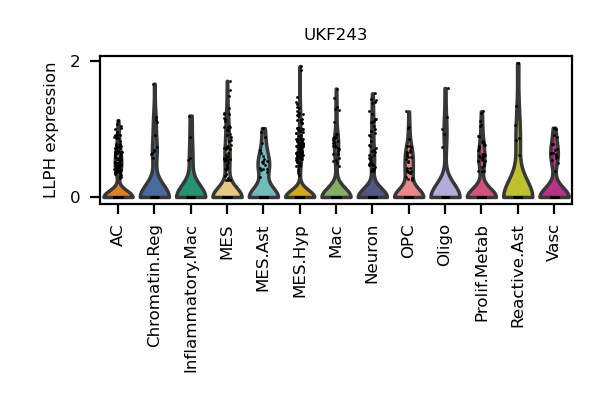 UKF243
LLPH expression
2
0
AC
Chromatin.Reg
Inflammatory.Mac
MES
MES.Ast
MES.Hyp
Mac
Neuron
OPC
Oligo
Prolif.Metab
Reactive.Ast
Vasc